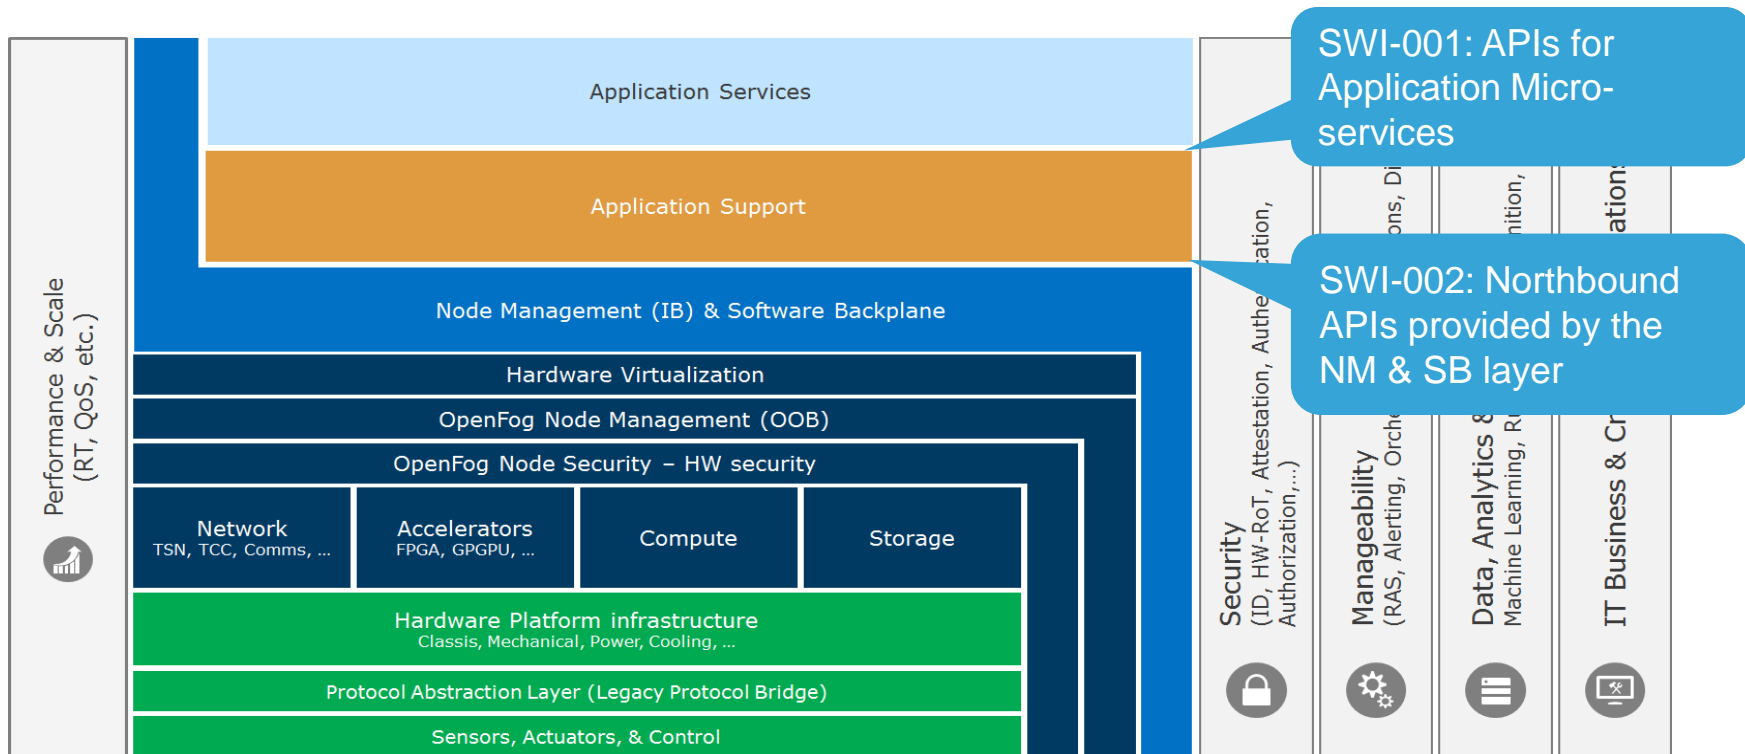 Performance & Scale
(RT, QoS, etc.)
Application Services
Application Support
Node Management (IB) & Software Backplane
Hardware Virtualization
OpenFog Node Management (OOB)
OpenFog Node Security – HW security
Network
TSN, TCC, Comms, ...
Accelerators
FPGA, GPGPU, ...
Compute
Storage
Hardware Platform infrastructure
Classis, Mechanical, Power, Cooling, ...
Protocol Abstraction Layer (Legacy Protocol Bridge)
Sensors, Actuators, & Control
SWI-001: APIs for
Application Micro-
services
SWI-002: Northbound
APIs provided by the
NM & SB layer
Security
(ID, HW-RoT, Attestation, Authentication,
Authorization,...)
Manageability
(RAS, Alerting,
Data, Analytics &
Machine Learning,
IT Business &